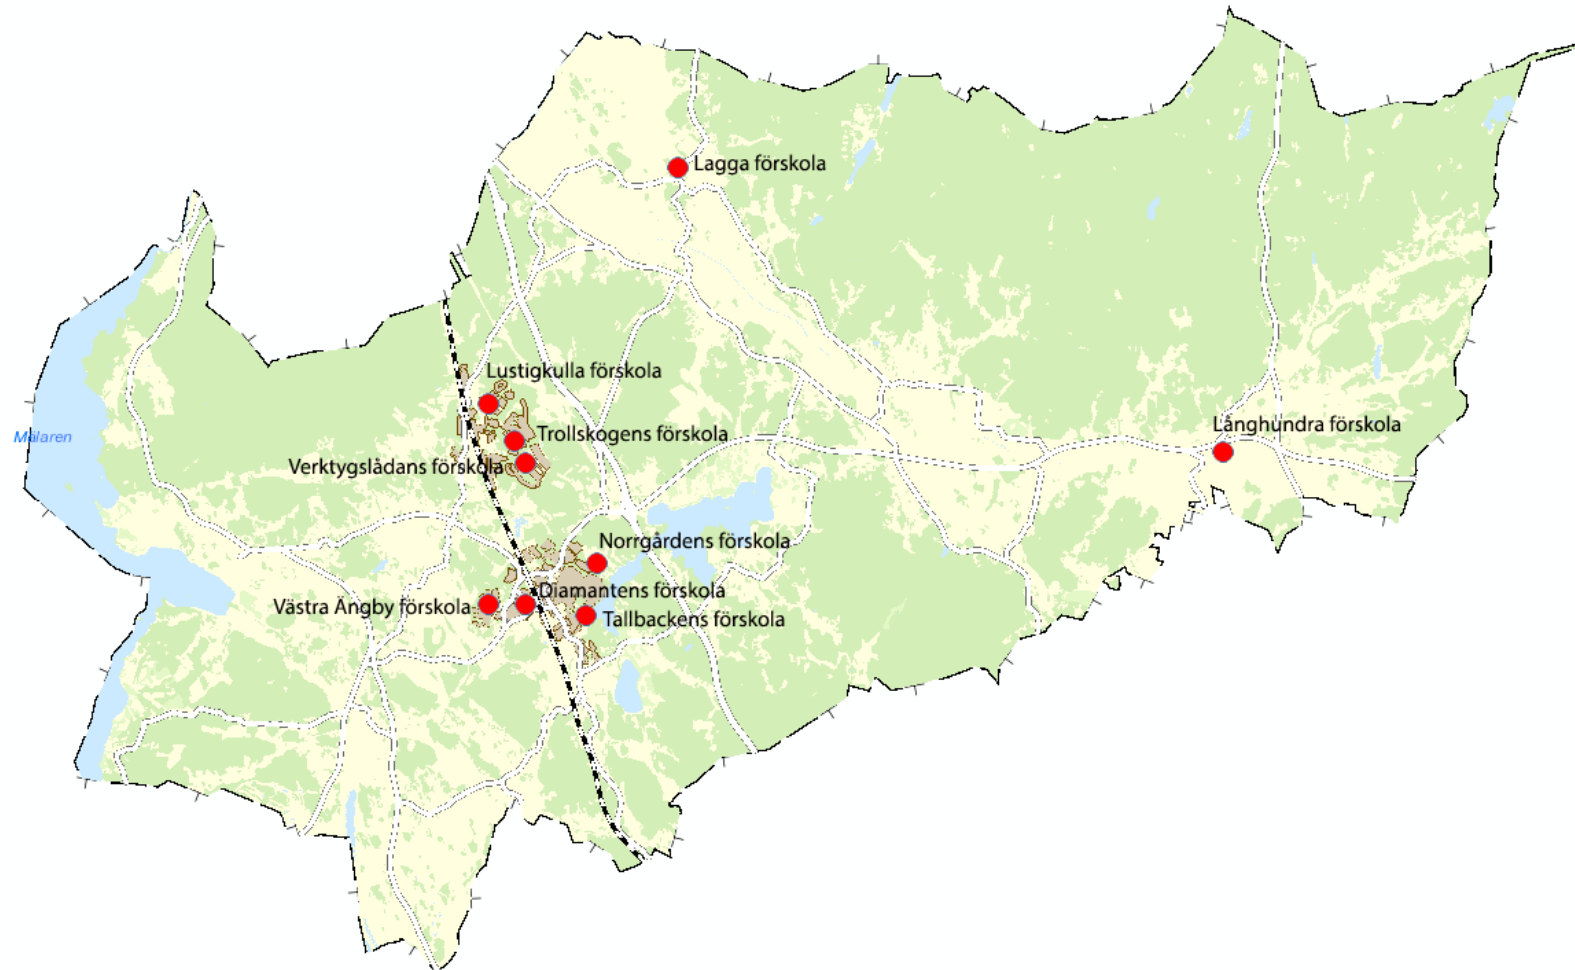 Lagga förskola
Lustigkulla förskola
Långhundra förskola
Trollskogens förskola
Mälaren
Verktygslådans förskola
Norrgårdens förskola
Diamantens förskola
Västra Ängby förskola
Tallbackens förskola